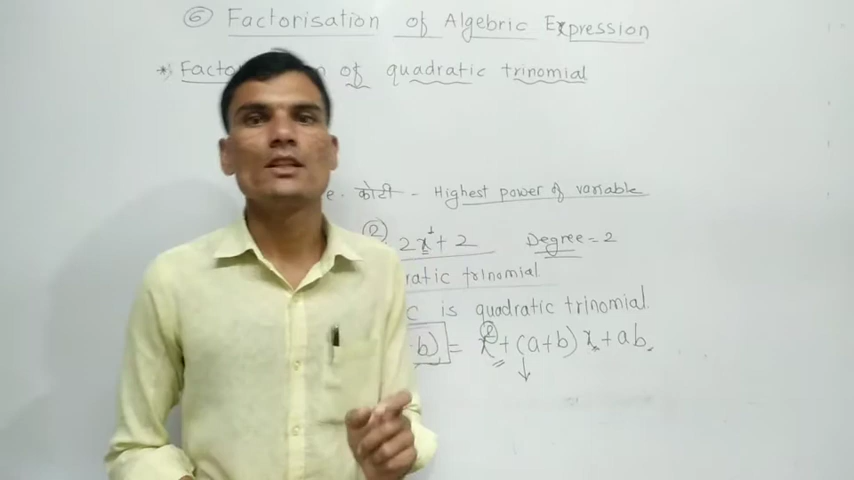 ⑥ Factorisation of Algebric Expression
* Facto n of quadratic trinomial
e. कोटी - Highest power of variable
② 2x¹ + 2 Degree = 2
ratic trinomial
c is quadratic trinomial.
b) = x² + (a+b) x + ab